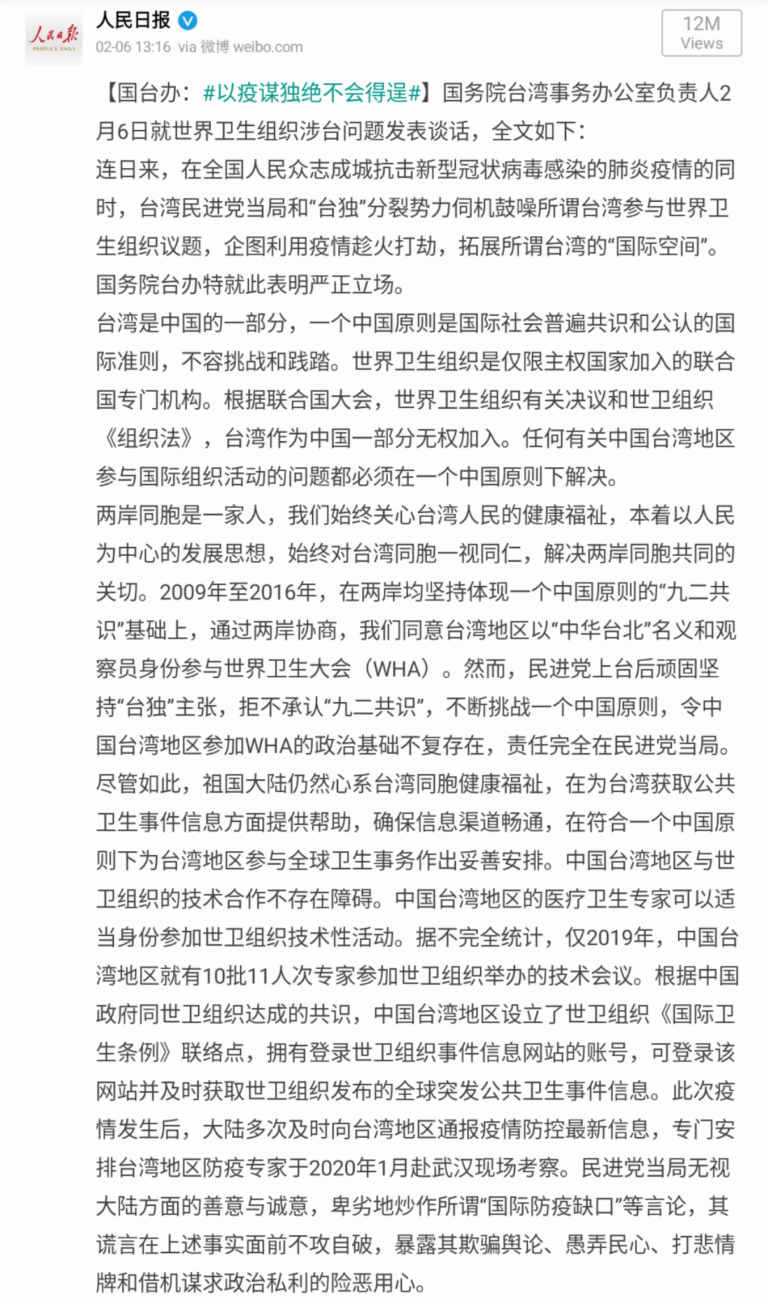 人民日报
PEOPLE'S DAILY
人民日报
02-06 13:16 via 微博 weibo.com
12M
Views
【国台办：#以疫谋独绝不会得逞#】国务院台湾事务办公室负责人2
月6日就世界卫生组织涉台问题发表谈话，全文如下：
连日来，在全国人民众志成城抗击新型冠状病毒感染的肺炎疫情的同
时，台湾民进党当局和“台独”分裂势力伺机鼓噪所谓台湾参与世界卫
生组织议题，企图利用疫情趁火打劫，拓展所谓台湾的“国际空间”。
国务院台办特就此表明严正立场。
台湾是中国的一部分，一个中国原则是国际社会普遍共识和公认的国
际准则，不容挑战和践踏。世界卫生组织是仅限主权国家加入的联合
国专门机构。根据联合国大会，世界卫生组织有关决议和世卫组织
《组织法》，台湾作为中国一部分无权加入。任何有关中国台湾地区
参与国际组织活动的问题都必须在一个中国原则下解决。
两岸同胞是一家人，我们始终关心台湾人民的健康福祉，本着以人民
为中心的发展思想，始终对台湾同胞一视同仁，解决两岸同胞共同的
关切。2009年至2016年，在两岸均坚持体现一个中国原则的“九二共
识”基础上，通过两岸协商，我们同意台湾地区以“中华台北”名义和观
察员身份参与世界卫生大会（WHA）。然而，民进党上台后顽固坚
持“台独”主张，拒不承认“九二共识”，不断挑战一个中国原则，令中
国台湾地区参加WHA的政治基础不复存在，责任完全在民进党当局。
尽管如此，祖国大陆仍然心系台湾同胞健康福祉，在为台湾获取公共
卫生事件信息方面提供帮助，确保信息渠道畅通，在符合一个中国原
则下为台湾地区参与全球卫生事务作出妥善安排。中国台湾地区与世
卫组织的技术合作不存在障碍。中国台湾地区的医疗卫生专家可以适
当身份参加世卫组织技术性活动。据不完全统计，仅2019年，中国台
湾地区就有10批11人次专家参加世卫组织举办的技术会议。根据中国
政府同世卫组织达成的共识，中国台湾地区设立了世卫组织《国际卫
生条例》联络点，拥有登录世卫组织事件信息网站的账号，可登录该
网站并及时获取世卫组织发布的全球突发公共卫生事件信息。此次疫
情发生后，大陆多次及时向台湾地区通报疫情防控最新信息，专门安
排台湾地区防疫专家于2020年1月赴武汉现场考察。民进党当局无视
大陆方面的善意与诚意，卑劣地炒作所谓“国际防疫缺口”等言论，其
谎言在上述事实面前不攻自破，暴露其欺骗舆论、愚弄民心、打悲情
牌和借机谋求政治私利的险恶用心。